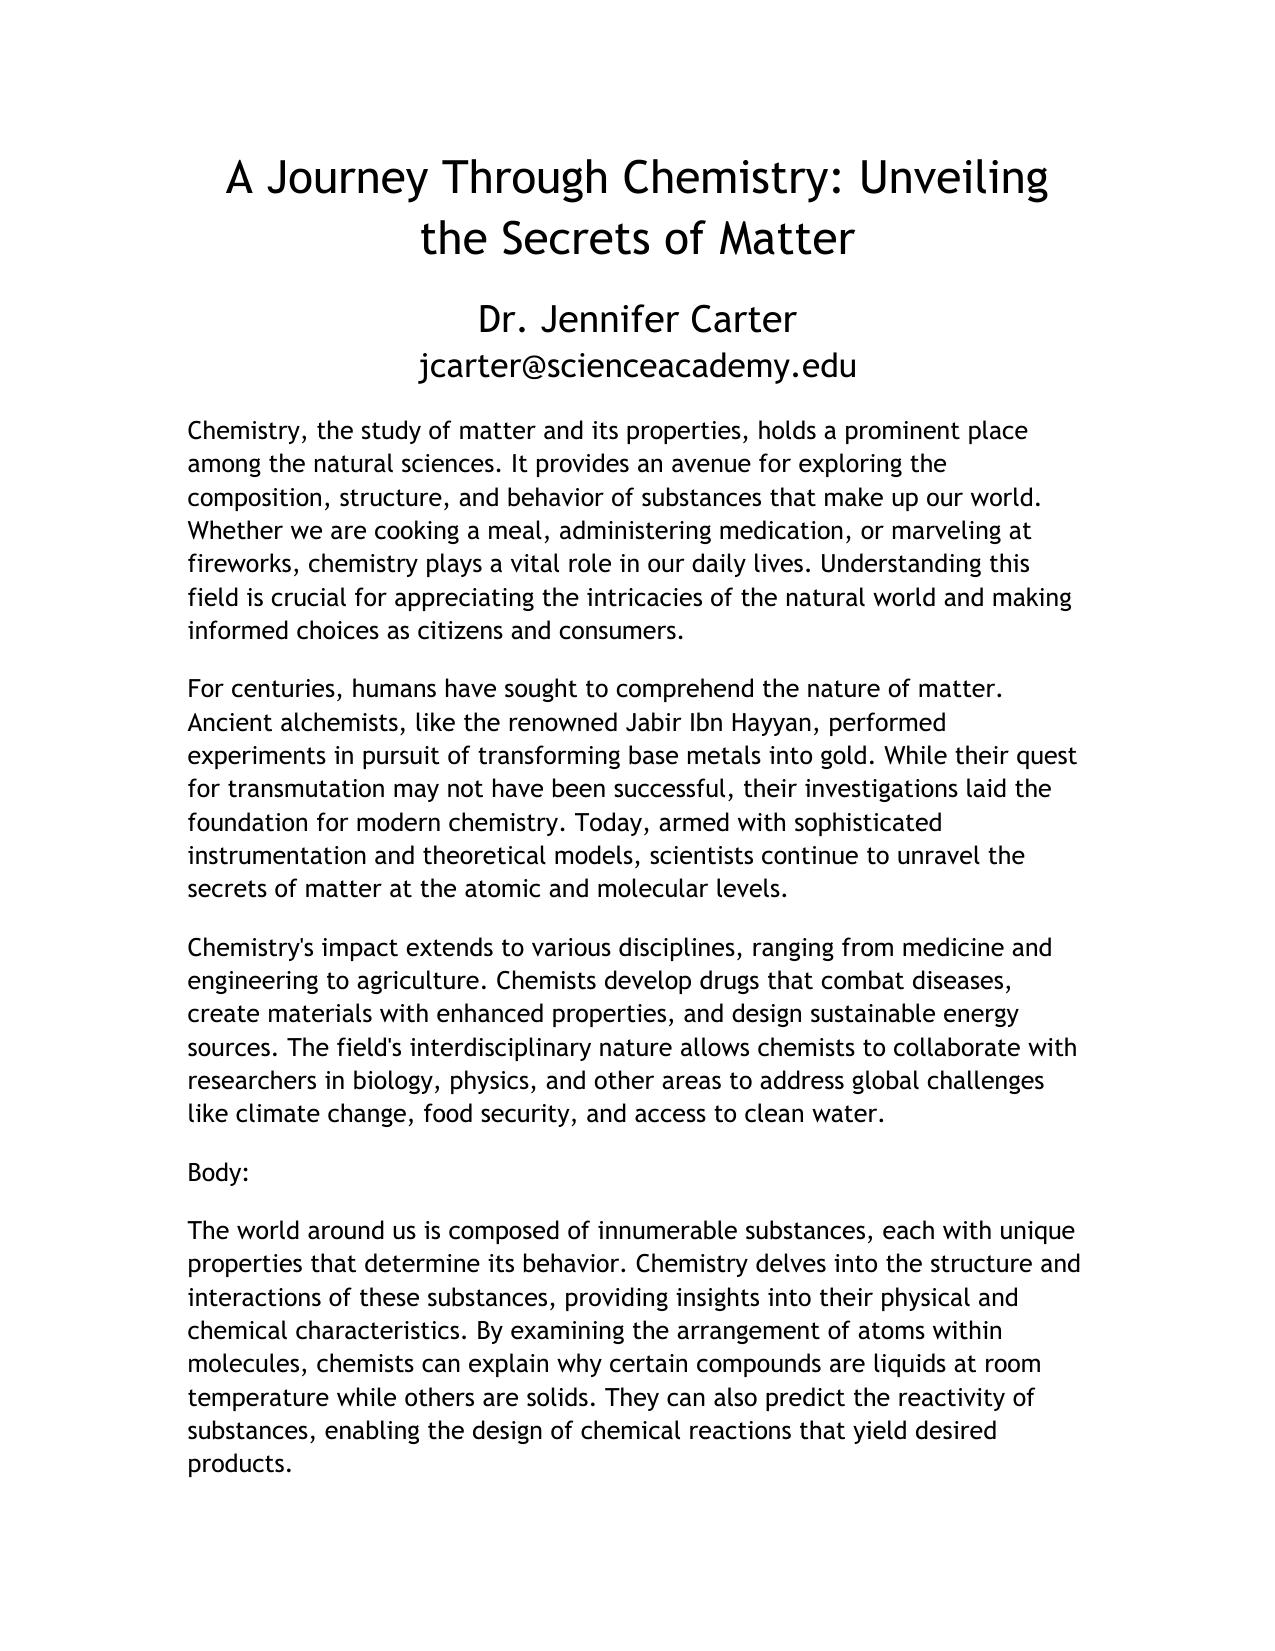 A Journey Through Chemistry: Unveiling
the Secrets of Matter
Dr. Jennifer Carter
jcarter@scienceacademy.edu
Chemistry, the study of matter and its properties, holds a prominent place
among the natural sciences. It provides an avenue for exploring the
composition, structure, and behavior of substances that make up our world.
Whether we are cooking a meal, administering medication, or marveling at
fireworks, chemistry plays a vital role in our daily lives. Understanding this
field is crucial for appreciating the intricacies of the natural world and making
informed choices as citizens and consumers.
For centuries, humans have sought to comprehend the nature of matter.
Ancient alchemists, like the renowned Jabir Ibn Hayyan, performed
experiments in pursuit of transforming base metals into gold. While their quest
for transmutation may not have been successful, their investigations laid the
foundation for modern chemistry. Today, armed with sophisticated
instrumentation and theoretical models, scientists continue to unravel the
secrets of matter at the atomic and molecular levels.
Chemistry's impact extends to various disciplines, ranging from medicine and
engineering to agriculture. Chemists develop drugs that combat diseases,
create materials with enhanced properties, and design sustainable energy
sources. The field's interdisciplinary nature allows chemists to collaborate with
researchers in biology, physics, and other areas to address global challenges
like climate change, food security, and access to clean water.
Body:
The world around us is composed of innumerable substances, each with unique
properties that determine its behavior. Chemistry delves into the structure and
interactions of these substances, providing insights into their physical and
chemical characteristics. By examining the arrangement of atoms within
molecules, chemists can explain why certain compounds are liquids at room
temperature while others are solids. They can also predict the reactivity of
substances, enabling the design of chemical reactions that yield desired
products.